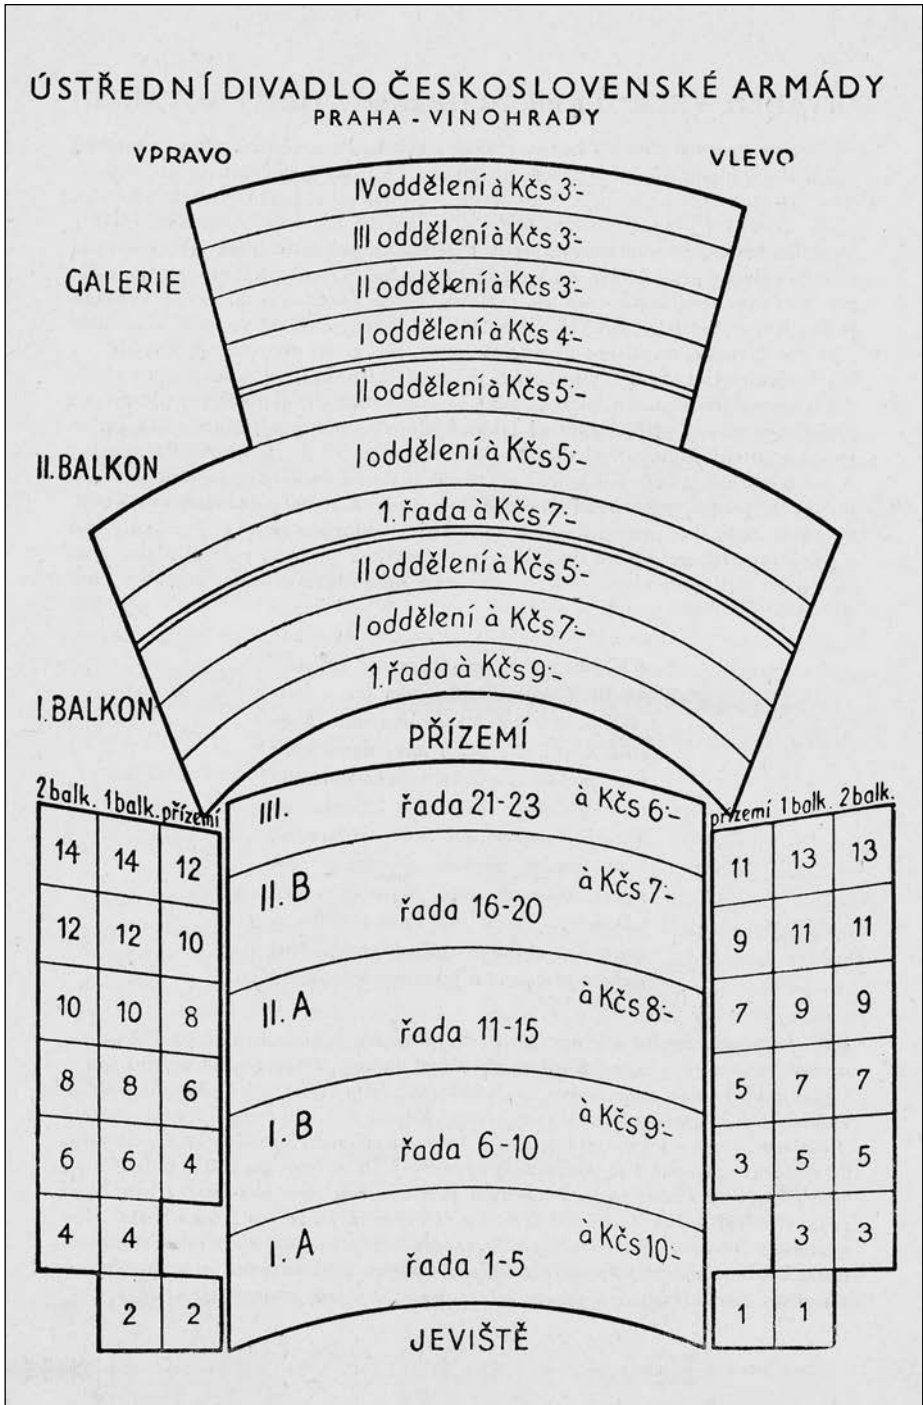 ÚSTŘEDNÍ DIVADLO ČESKOSLOVENSKÉ ARMÁDY
PRAHA - VINOHRADY
VPRAVO VLEVO
IV oddělení à Kčs 3·-
III oddělení à Kčs 3·-
GALERIE II oddělení à Kčs 3·-
I oddělení à Kčs 4·-
II oddělení à Kčs 5·-
II. BALKON I oddělení à Kčs 5·-
1. řada à Kčs 7·-
II oddělení à Kčs 5·-
I oddělení à Kčs 7·-
1. řada à Kčs 9·-
I. BALKON
PŘÍZEMÍ
2 balk. 1 balk. přízemí III. řada 21-23 à Kčs 6·- přízemí 1 balk. 2 balk.
14 14 12 11 13 13
II. B řada 16-20 à Kčs 7·-
12 12 10 9 11 11
10 10 8 II. A řada 11-15 à Kčs 8·- 7 9 9
8 8 6 5 7 7
6 6 4 I. B řada 6-10 à Kčs 9·- 3 5 5
4 4 I. A řada 1-5 à Kčs 10·- 3 3
2 2 1 1
JEVIŠTĚ